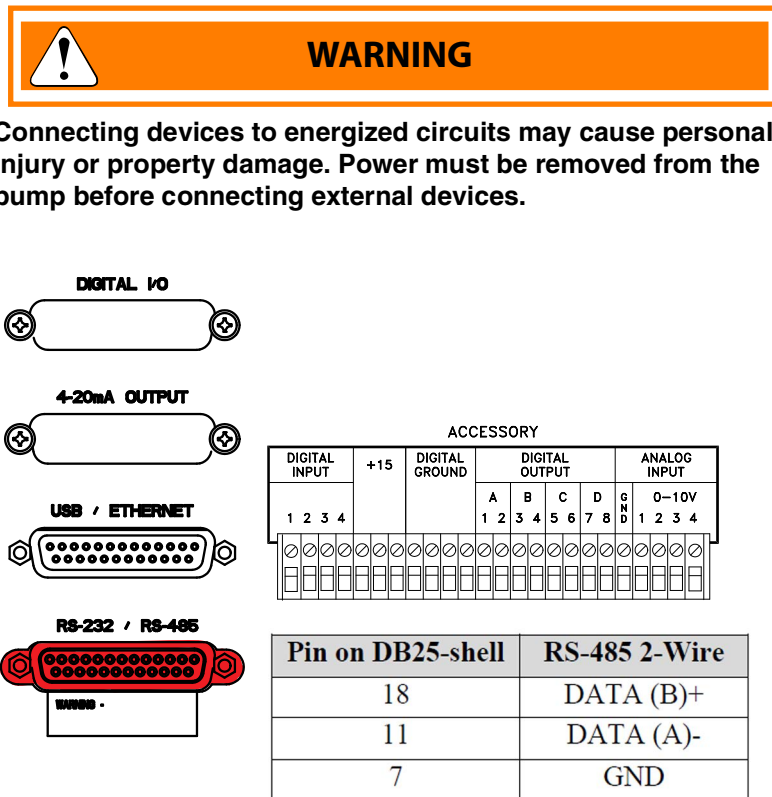 WARNING
Connecting devices to energized circuits may cause personal
injury or property damage. Power must be removed from the
pump before connecting external devices.
DIGITAL I/O
4-20mA OUTPUT
USB / ETHERNET
RS-232 / RS-485
WARNING -
ACCESSORY
DIGITAL INPUT +15 DIGITAL GROUND DIGITAL OUTPUT ANALOG INPUT
A B C D GND 0-10V
1 2 3 4 1 2 3 4 5 6 7 8 1 2 3 4
Pin on DB25-shell RS-485 2-Wire
18 DATA (B)+
11 DATA (A)-
7 GND